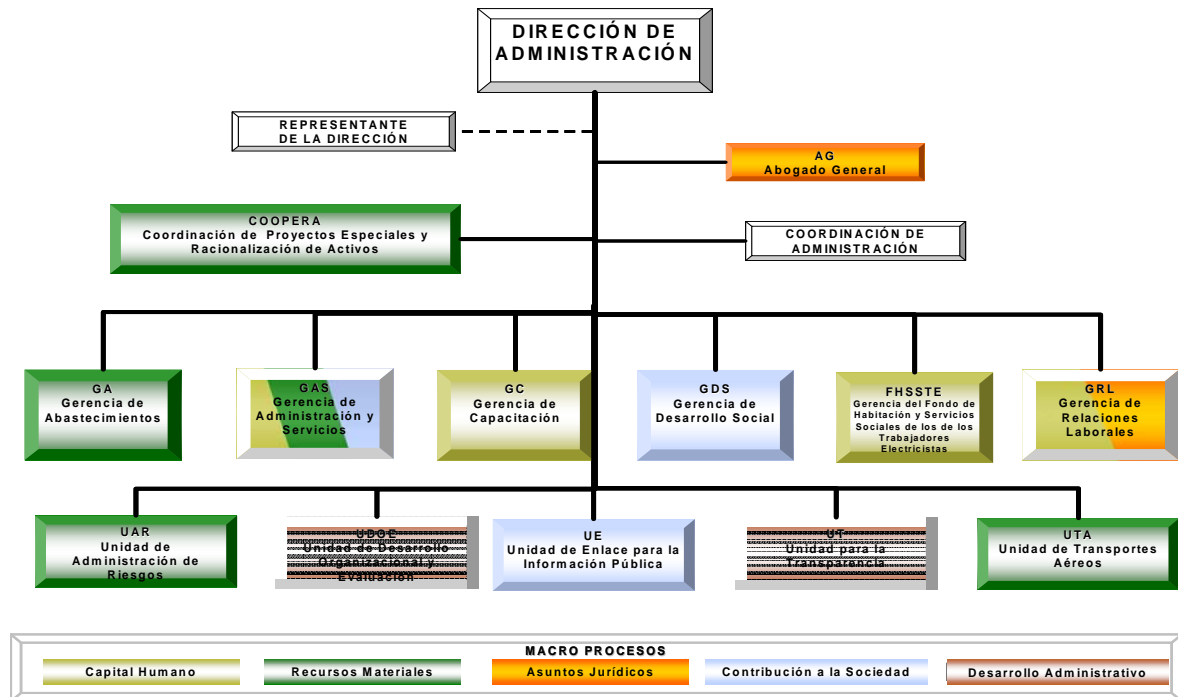 DIRECCIÓN DE
ADMINISTRACIÓN
REPRESENTANTE
DE LA DIRECCIÓN
AG
Abogado General
COOPERA
Coordinación de Proyectos Especiales y
Racionalización de Activos
COORDINACIÓN DE
ADMINISTRACIÓN
GA
Gerencia de
Abastecimientos
GAS
Gerencia de
Administración y
Servicios
GC
Gerencia de
Capacitación
GDS
Gerencia de
Desarrollo Social
FHSSTE
Gerencia del Fondo de
Habitación y Servicios
Sociales de los de los
Trabajadores
Electricistas
GRL
Gerencia de
Relaciones
Laborales
UAR
Unidad de
Administración de
Riesgos
UDOE
Unidad de Desarrollo
Organizacional y
Evaluación
UE
Unidad de Enlace para la
Información Pública
UT
Unidad para la
Transparencia
UTA
Unidad de Transportes
Aéreos
MACRO PROCESOS
Capital Humano
Recursos Materiales
Asuntos Jurídicos
Contribución a la Sociedad
Desarrollo Administrativo